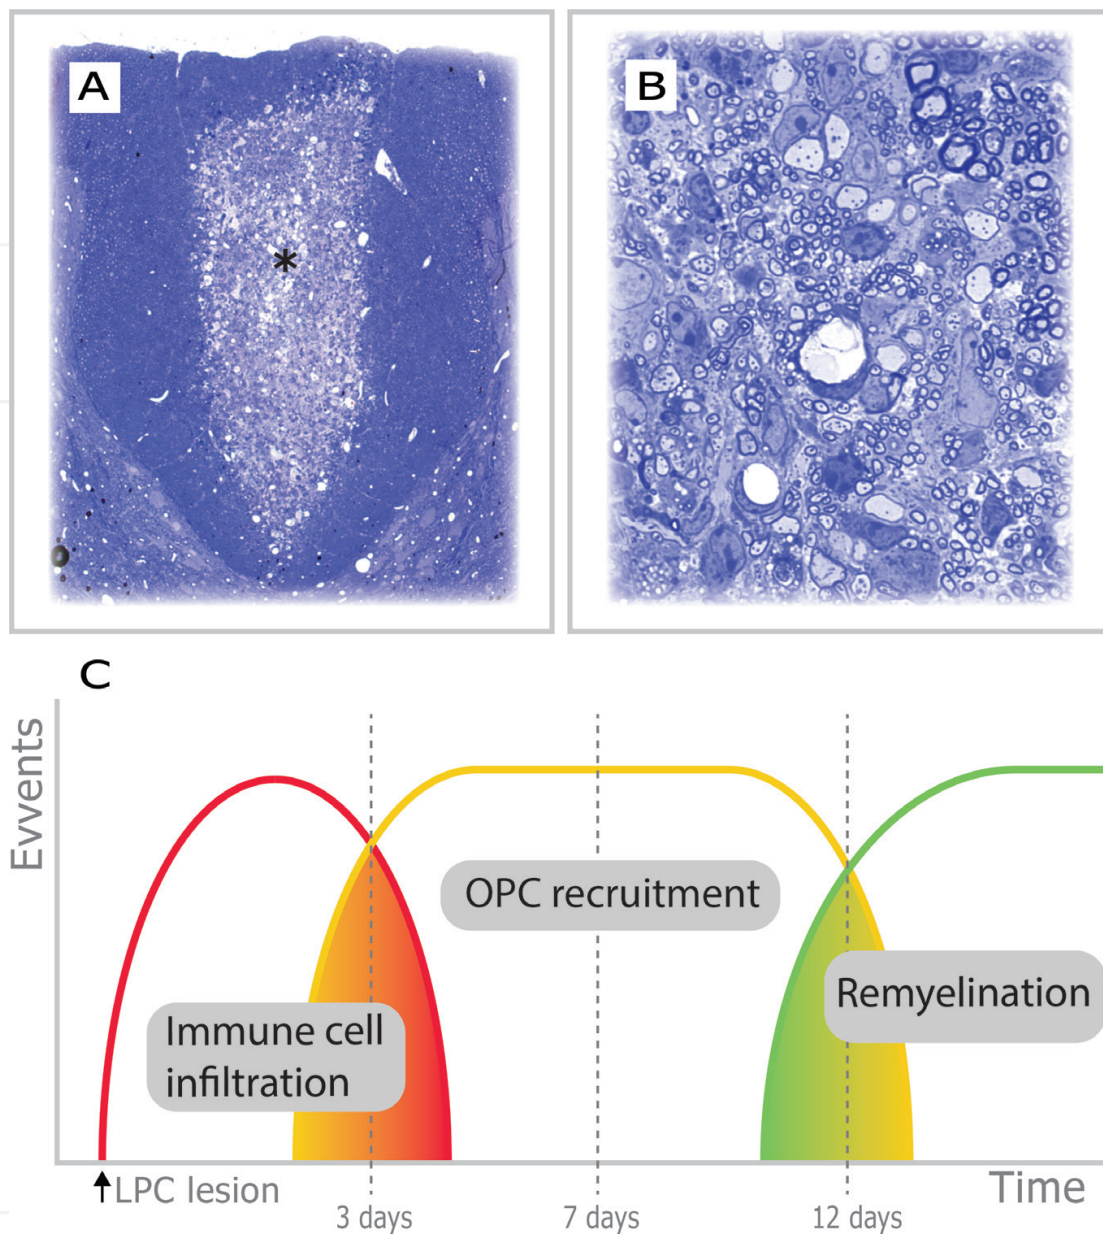 A
*
B
C
Evvents
OPC recruitment
Remyelination
Immune cell
infiltration
LPC lesion
Time
3 days
7 days
12 days